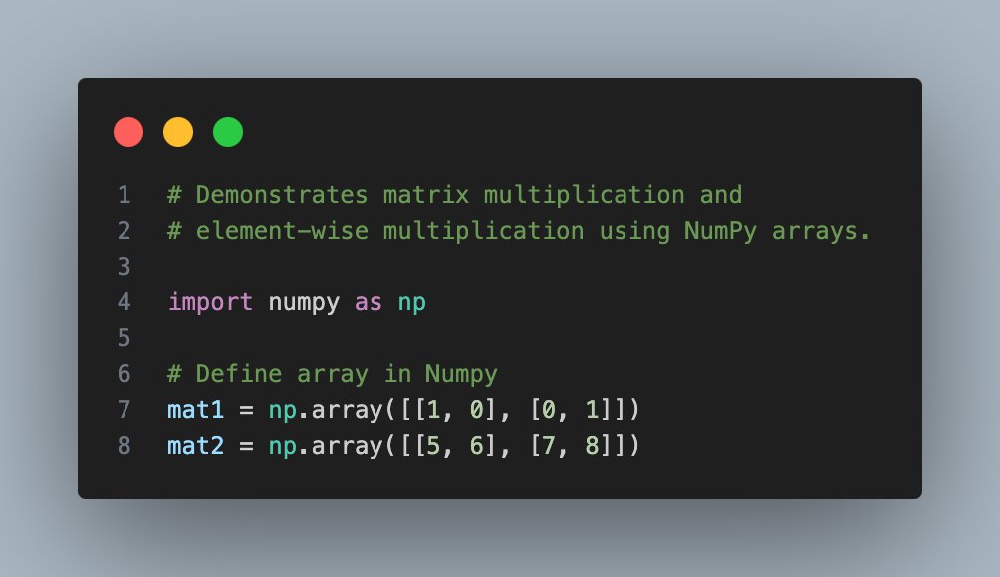 1 # Demonstrates matrix multiplication and
2 # element-wise multiplication using NumPy arrays.
3
4 import numpy as np
5
6 # Define array in Numpy
7 mat1 = np.array([[1, 0], [0, 1]])
8 mat2 = np.array([[5, 6], [7, 8]])